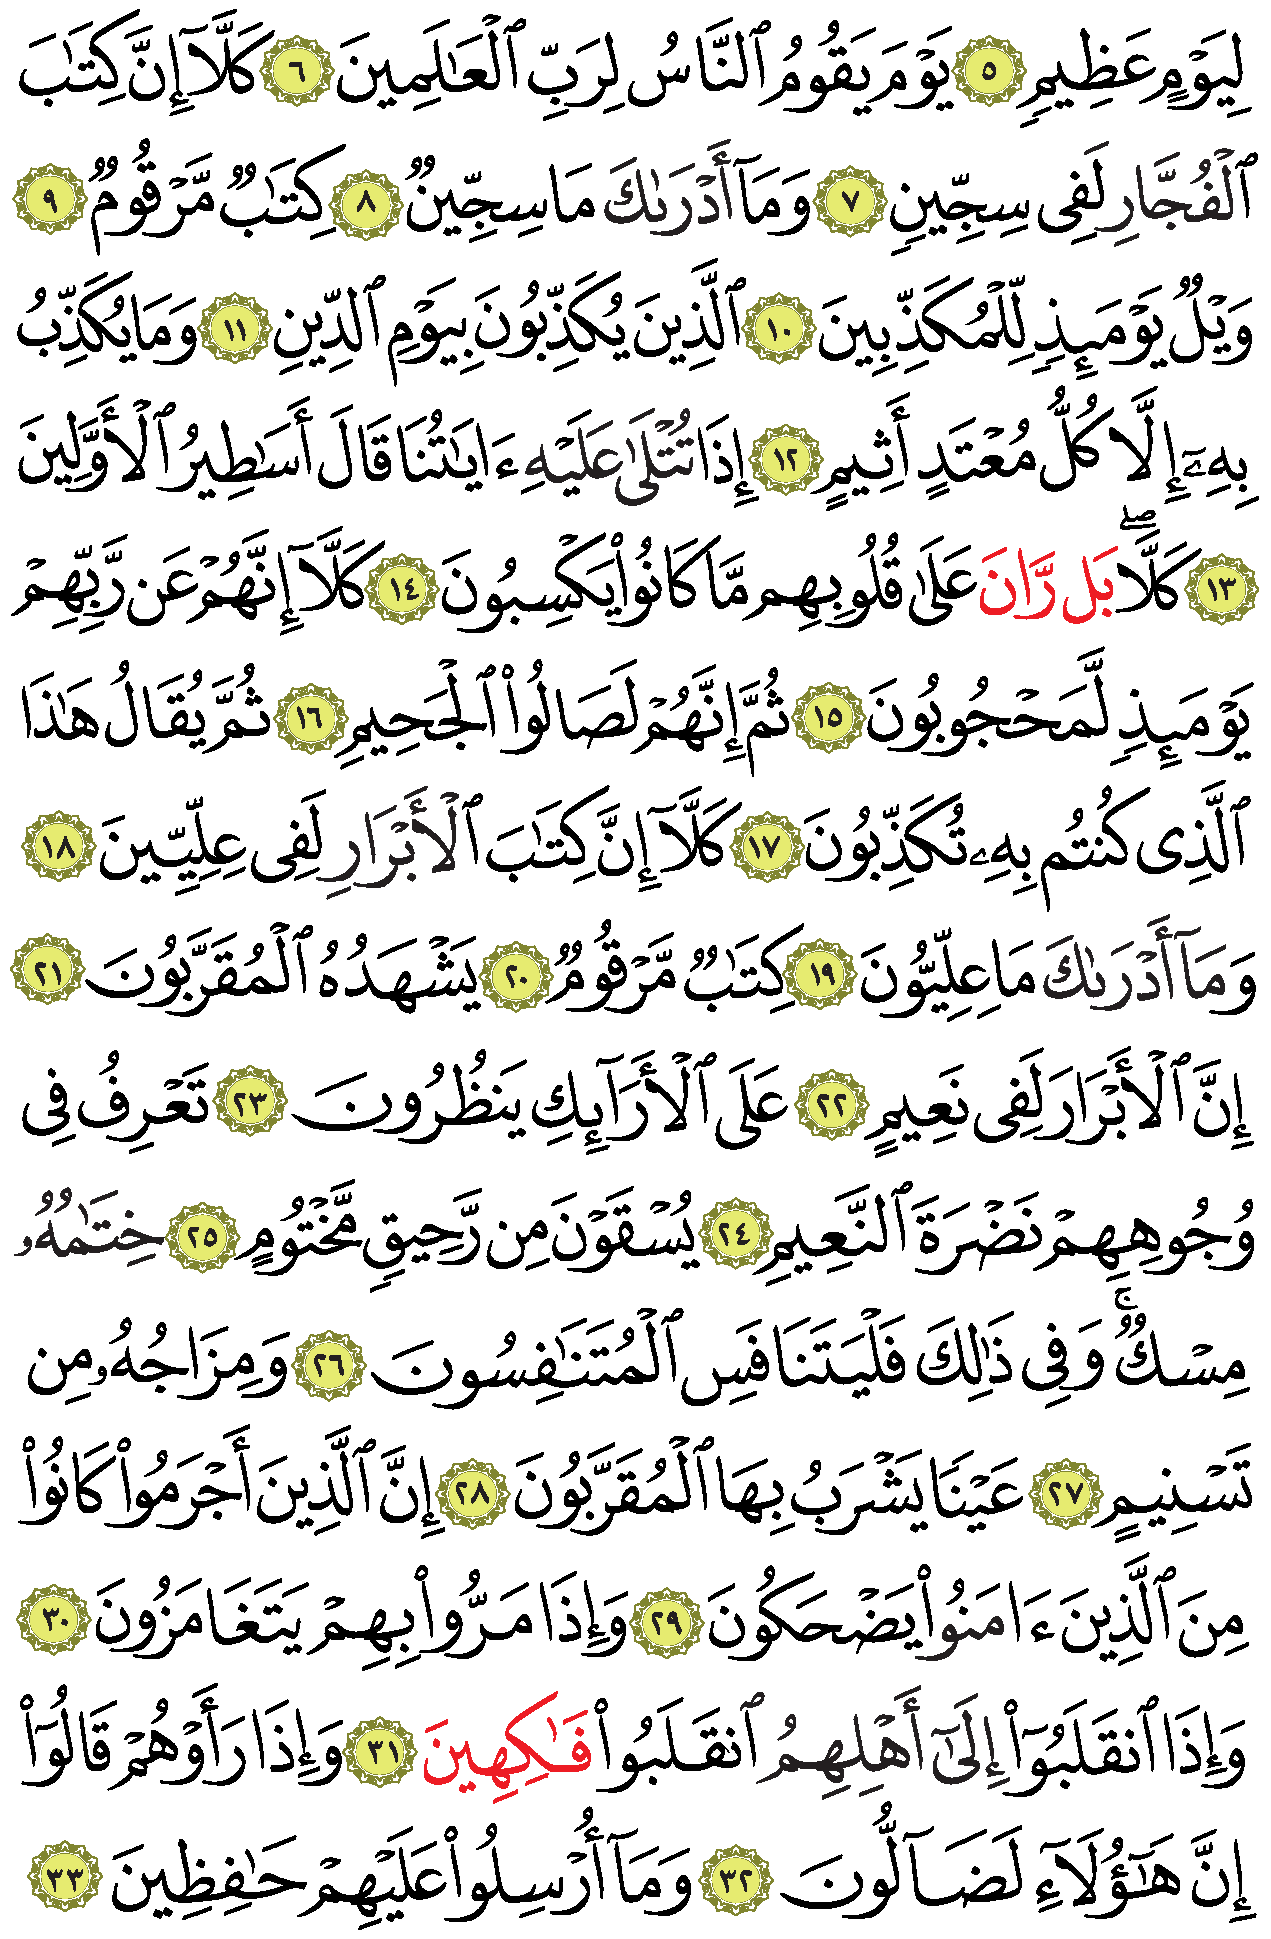 لِيَوْمٍ عَظِيمٍ ٥ يَوْمَ يَقُومُ ٱلنَّاسُ لِرَبِّ ٱلْعَـٰلَمِينَ ٦ كَلَّآ إِنَّ كِتَـٰبَ
ٱلْفُجَّارِ لَفِى سِجِّينٍ ٧ وَمَآ أَدْرَىٰكَ مَا سِجِّينٌ ٨ كِتَـٰبٌ مَّرْقُومٌ ٩
وَيْلٌ يَوْمَئِذٍ لِّلْمُكَذِّبِينَ ١٠ ٱلَّذِينَ يُكَذِّبُونَ بِيَوْمِ ٱلدِّينِ ١١ وَمَا يُكَذِّبُ
بِهِۦٓ إِلَّا كُلُّ مُعْتَدٍ أَثِيمٍ ١٢ إِذَا تُتْلَىٰ عَلَيْهِ ءَايَـٰتُنَا قَالَ أَسَـٰطِيرُ ٱلْأَوَّلِينَ
١٣ كَلَّا ۖ بَل رَّانَ عَلَىٰ قُلُوبِهِم مَّا كَانُوا۟ يَكْسِبُونَ ١٤ كَلَّآ إِنَّهُمْ عَن رَّبِّهِمْ
يَوْمَئِذٍ لَّمَحْجُوبُونَ ١٥ ثُمَّ إِنَّهُمْ لَصَالُوا۟ ٱلْجَحِيمِ ١٦ ثُمَّ يُقَالُ هَـٰذَا
ٱلَّذِى كُنتُم بِهِۦ تُكَذِّبُونَ ١٧ كَلَّآ إِنَّ كِتَـٰبَ ٱلْأَبْرَارِ لَفِى عِلِّيِّينَ ١٨
وَمَآ أَدْرَىٰكَ مَا عِلِّيُّونَ ١٩ كِتَـٰبٌ مَّرْقُومٌ ٢٠ يَشْهَدُهُ ٱلْمُقَرَّبُونَ ٢١
إِنَّ ٱلْأَبْرَارَ لَفِى نَعِيمٍ ٢٢ عَلَى ٱلْأَرَآئِكِ يَنظُرُونَ ٢٣ تَعْرِفُ فِى
وُجُوهِهِمْ نَضْرَةَ ٱلنَّعِيمِ ٢٤ يُسْقَوْنَ مِن رَّحِيقٍ مَّخْتُومٍ ٢٥ خِتَـٰمُهُۥ
مِسْكٌ ۚ وَفِى ذَٰلِكَ فَلْيَتَنَافَسِ ٱلْمُتَنَـٰفِسُونَ ٢٦ وَمِزَاجُهُۥ مِن
تَسْنِيمٍ ٢٧ عَيْنًا يَشْرَبُ بِهَا ٱلْمُقَرَّبُونَ ٢٨ إِنَّ ٱلَّذِينَ أَجْرَمُوا۟ كَانُوا۟
مِنَ ٱلَّذِينَ ءَامَنُوا۟ يَضْحَكُونَ ٢٩ وَإِذَا مَرُّوا۟ بِهِمْ يَتَغَامَزُونَ ٣٠
وَإِذَا ٱنقَلَبُوٓا۟ إِلَىٰٓ أَهْلِهِمُ ٱنقَلَبُوا۟ فَـٰكِهِينَ ٣١ وَإِذَا رَأَوْهُمْ قَالُوٓا۟
إِنَّ هَـٰٓؤُلَآءِ لَضَآلُّونَ ٣٢ وَمَآ أُرْسِلُوا۟ عَلَيْهِمْ حَـٰفِظِينَ ٣٣